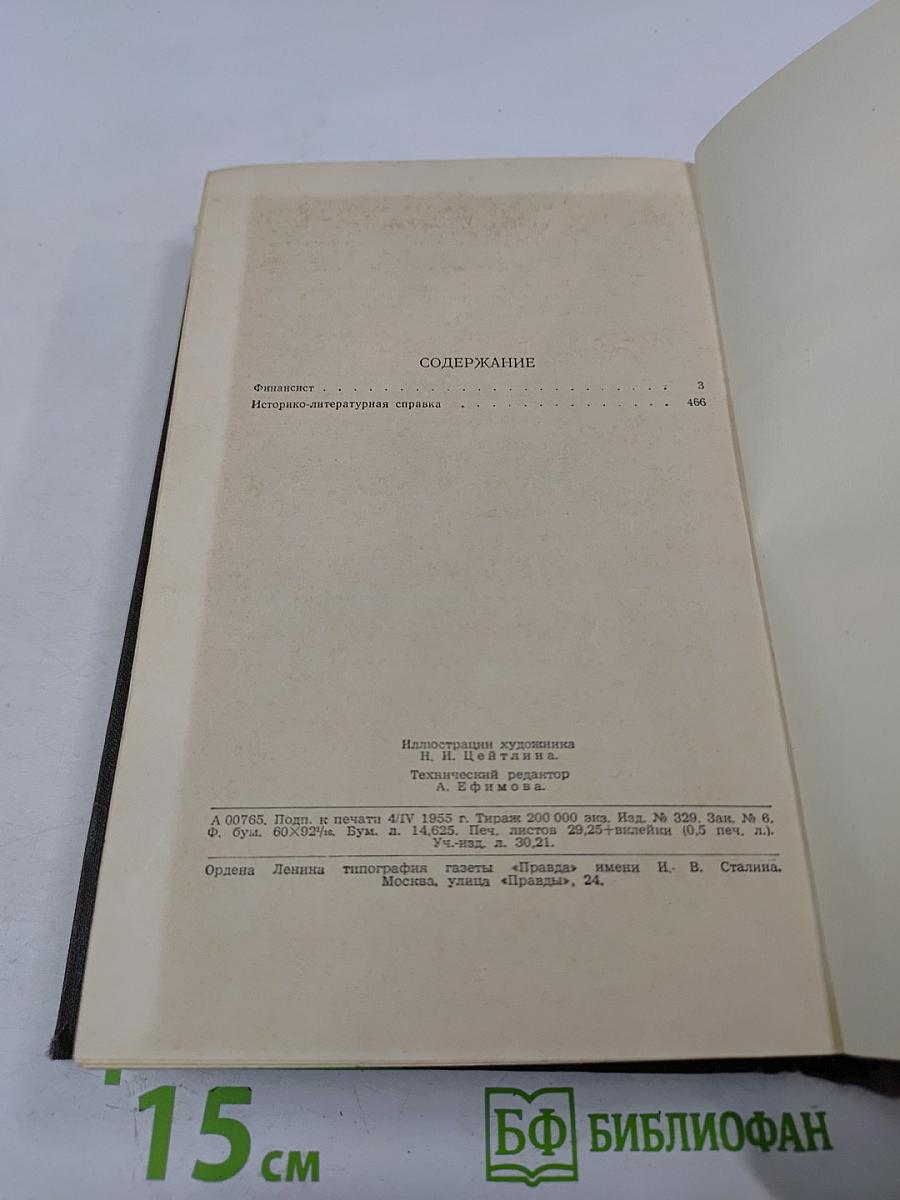 СОДЕРЖАНИЕ
Финансист . . . . . . . . . . . . . . . . . . . . . . . 3
Историко-литературная справка . . . . . . . . . . . . . . 466
Иллюстрации художника
Н. И. Цейтлина.
Технический редактор
А. Ефимова.
А 00765. Подп. к печати 4/IV 1955 г. Тираж 200 000 экз. Изд. № 329. Зак. № 6.
Ф. бум. 60×92¹/₁₆. Бум. л. 14,625. Печ. листов 29,25+вклейки (0,5 печ. л.).
Уч.-изд. л. 30,21.
Ордена Ленина типография газеты «Правда» имени И. В. Сталина.
Москва, улица «Правды», 24.
15 см
БФ БИБЛИОФАН